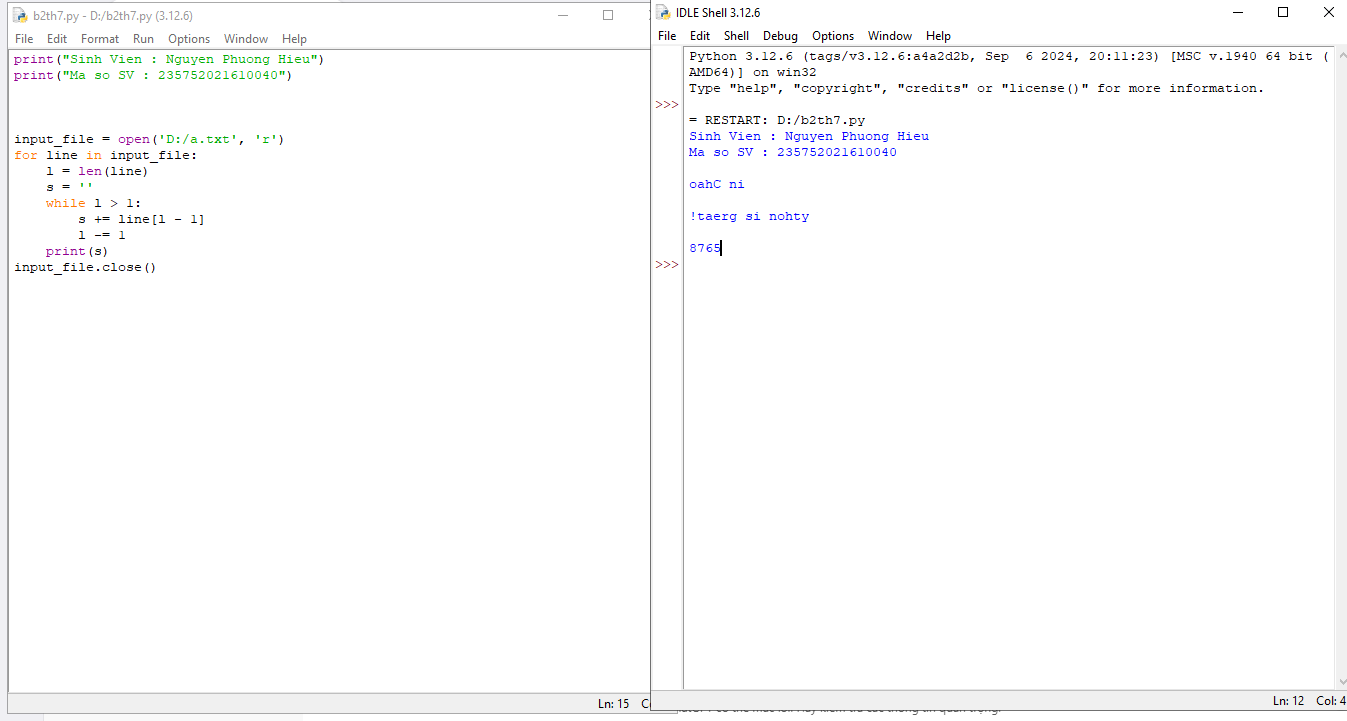 b2th7.py - D:/b2th7.py (3.12.6)
File Edit Format Run Options Window Help
print("Sinh Vien : Nguyen Phuong Hieu")
print("Ma so SV : 235752021610040")
input_file = open('D:/a.txt', 'r')
for line in input_file:
    l = len(line)
    s = ''
    while l > 1:
        s += line[l - 1]
        l -= 1
    print(s)
input_file.close()
Ln: 15
IDLE Shell 3.12.6
File Edit Shell Debug Options Window Help
Python 3.12.6 (tags/v3.12.6:a4a2d2b, Sep  6 2024, 20:11:23) [MSC v.1940 64 bit (
AMD64)] on win32
Type "help", "copyright", "credits" or "license()" for more information.
>>>
= RESTART: D:/b2th7.py
Sinh Vien : Nguyen Phuong Hieu
Ma so SV : 235752021610040
oahC ni
!taerg si nohty
8765
>>>
Ln: 12 Col: 4